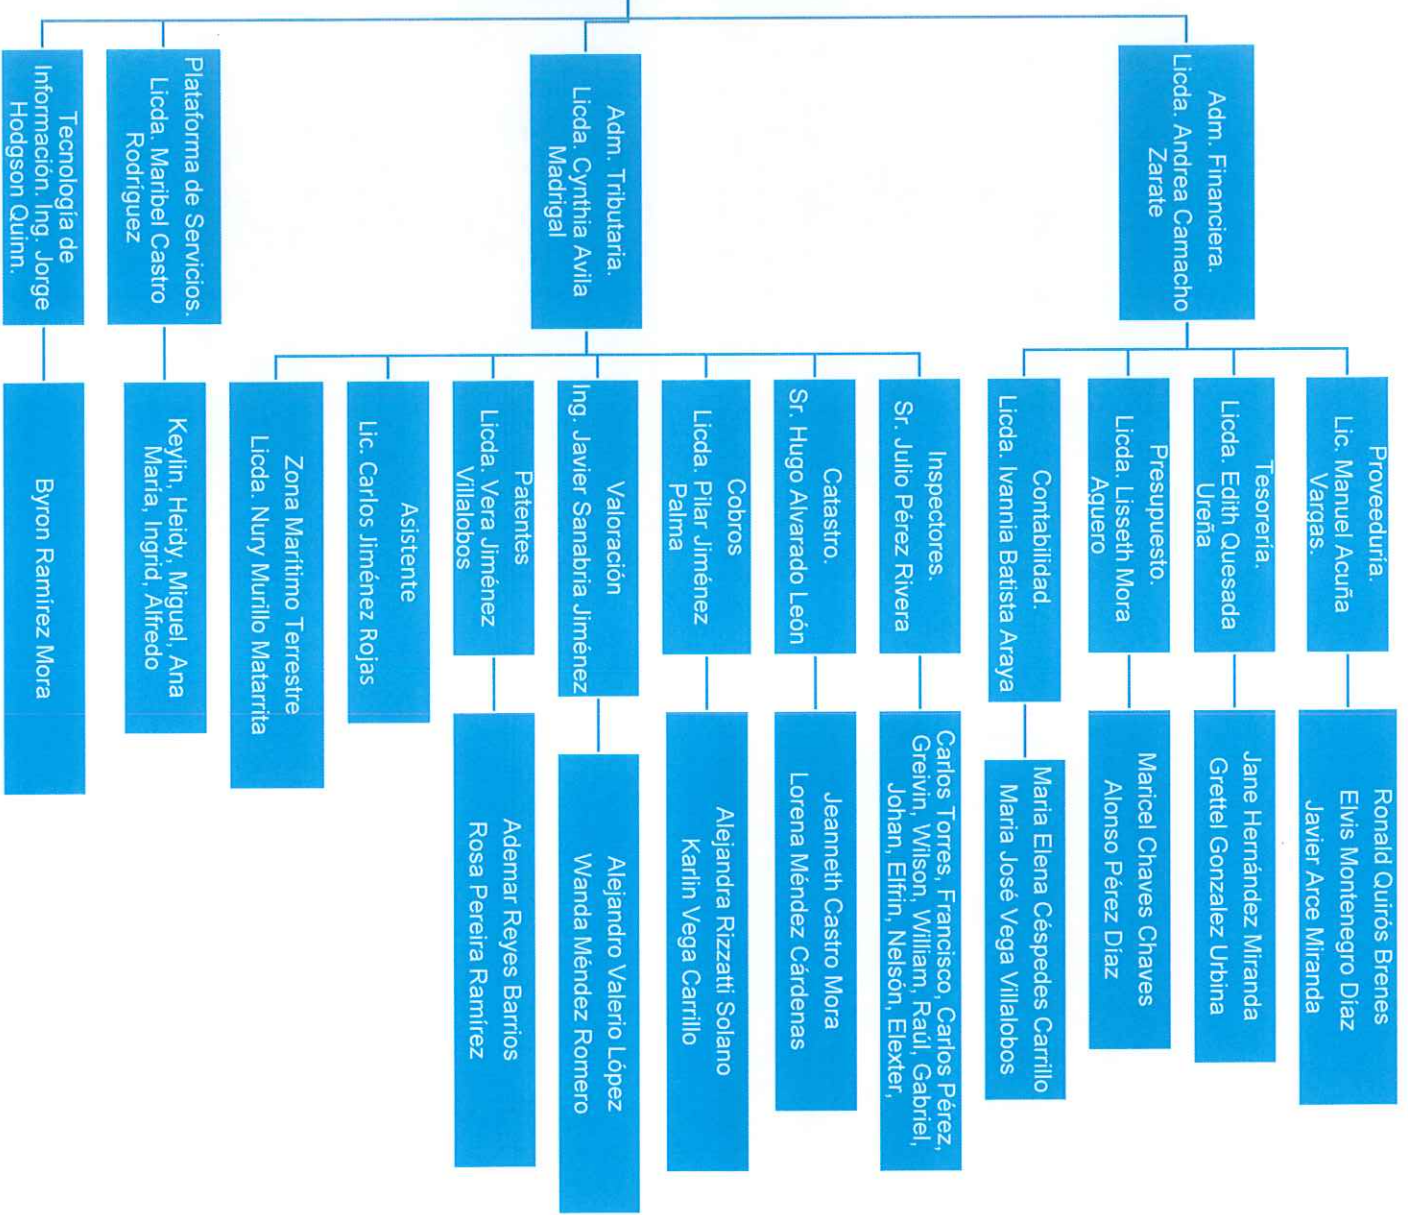 Adm. Financiera.
Licda. Andrea Camacho
Zarate
Proveeduría.
Lic. Manuel Acuña
Vargas.
Ronald Quirós Brenes
Elvis Montenegro Díaz
Javier Arce Miranda
Tesorería.
Licda. Edith Quesada
Ureña
Jane Hernández Miranda
Grettel Gonzalez Urbina
Presupuesto.
Licda. Lisseth Mora
Aguero
Maricel Chaves Chaves
Alonso Pérez Díaz
Contabilidad.
Licda. Ivannia Batista Araya
Maria Elena Céspedes Carrillo
Maria José Vega Villalobos
Adm. Tributaria.
Licda. Cynthia Avila
Madrigal
Inspectores.
Sr. Julio Pérez Rivera
Carlos Torres, Francisco, Carlos Pérez,
Greivin, Wilson, William, Raúl, Gabriel,
Johan, Elfrin, Nelsón, Elexter,
Catastro.
Sr. Hugo Alvarado León
Jeanneth Castro Mora
Lorena Méndez Cárdenas
Cobros
Licda. Pilar Jiménez
Palma
Alejandra Rizzatti Solano
Karlin Vega Carrillo
Valoración
Ing. Javier Sanabria Jiménez
Alejandro Valerio López
Wanda Méndez Romero
Patentes
Licda. Vera Jiménez
Villalobos
Ademar Reyes Barrios
Rosa Pereira Ramírez
Asistente
Lic. Carlos Jiménez Rojas
Zona Marítimo Terrestre
Licda. Nury Murillo Matarrita
Plataforma de Servicios.
Licda. Maribel Castro
Rodríguez
Keylin, Heidy, Miguel, Ana
María, Ingrid, Alfredo
Tecnología de
Información. Ing. Jorge
Hodgson Quinn.
Byron Ramírez Mora